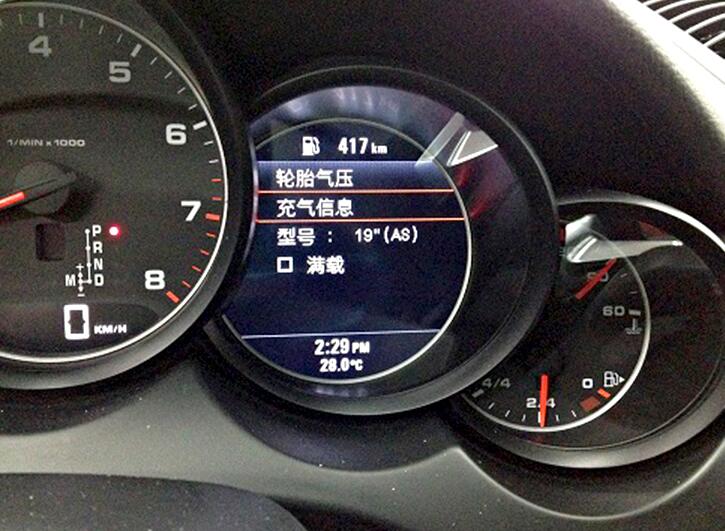 4
5
6
7
8
1/MIN x 1000
P
R
N
M D
+
-
0 KM/H
417 km
轮胎气压
充气信息
型号： 19"(AS)
满载
2:29 PM
28.0°C
90
60
4/4 2/4 0